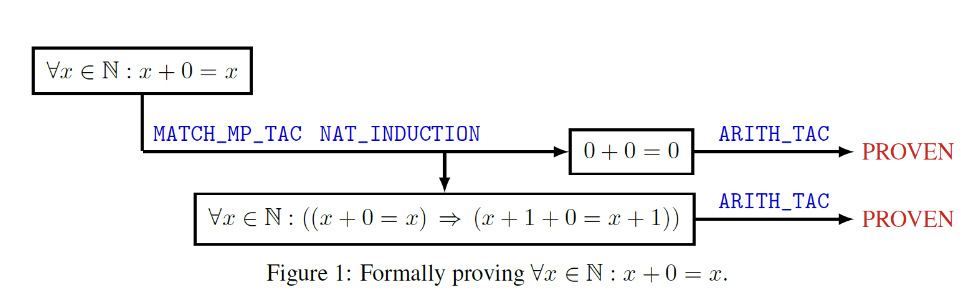 ∀x ∈ ℕ : x + 0 = x
MATCH_MP_TAC NAT_INDUCTION
0 + 0 = 0
ARITH_TAC
PROVEN
∀x ∈ ℕ : ((x + 0 = x) ⇒ (x + 1 + 0 = x + 1))
ARITH_TAC
PROVEN
Figure 1: Formally proving ∀x ∈ ℕ : x + 0 = x.